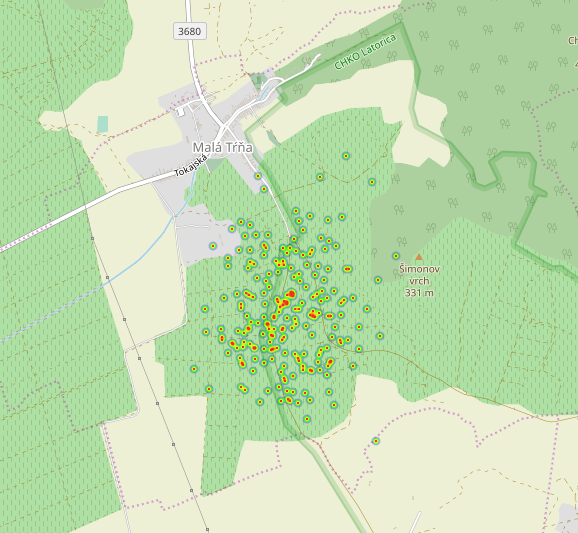 3680
CHKO Latorica
Malá Tŕňa
Tokajská
Šimonov
vrch
331 m